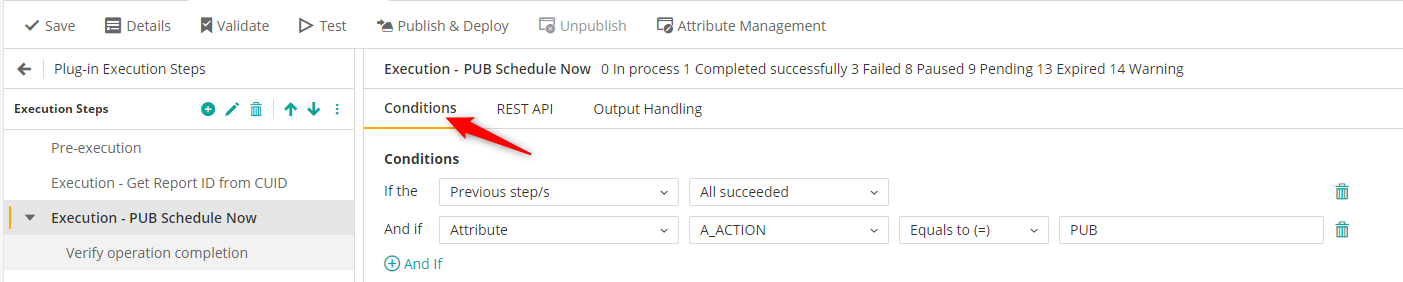 Save Details Validate Test Publish & Deploy Unpublish Attribute Management
Plug-in Execution Steps
Execution - PUB Schedule Now 0 In process 1 Completed successfully 3 Failed 8 Paused 9 Pending 13 Expired 14 Warning
Execution Steps
Conditions REST API Output Handling
Pre-execution
Execution - Get Report ID from CUID
Execution - PUB Schedule Now
Verify operation completion
Conditions
If the Previous step/s All succeeded
And if Attribute A_ACTION Equals to (=) PUB
And If